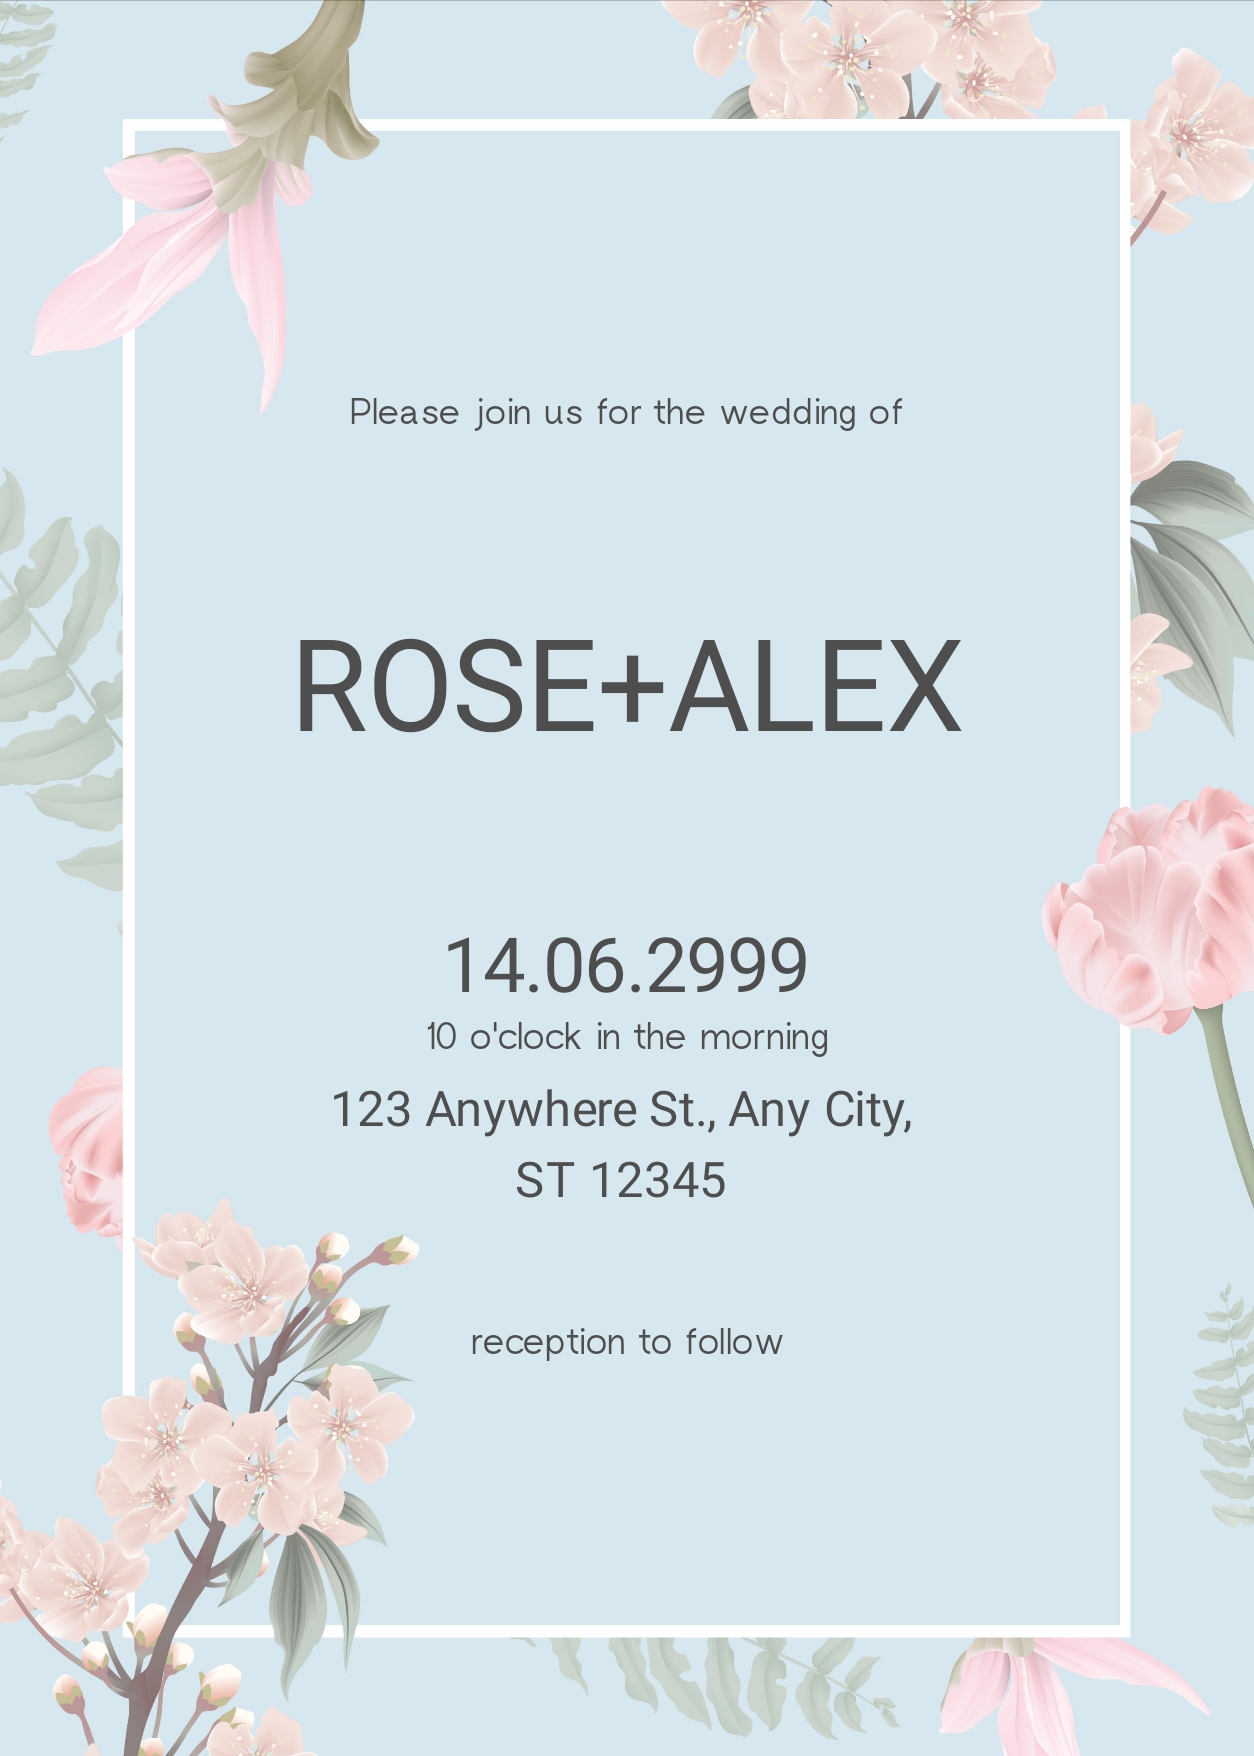 Please join us for the wedding of
ROSE+ALEX
14.06.2999
10 o'clock in the morning
123 Anywhere St., Any City,
ST 12345
reception to follow